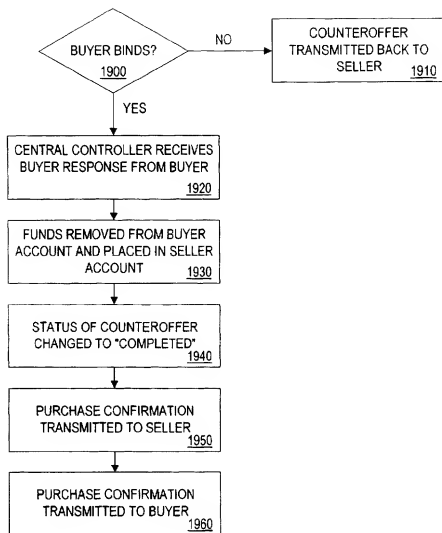 BUYER BINDS?
1900
NO
COUNTEROFFER
TRANSMITTED BACK TO
SELLER
1910
YES
CENTRAL CONTROLLER RECEIVES
BUYER RESPONSE FROM BUYER
1920
FUNDS REMOVED FROM BUYER
ACCOUNT AND PLACED IN SELLER
ACCOUNT
1930
STATUS OF COUNTEROFFER
CHANGED TO "COMPLETED"
1940
PURCHASE CONFIRMATION
TRANSMITTED TO SELLER
1950
PURCHASE CONFIRMATION
TRANSMITTED TO BUYER
1960